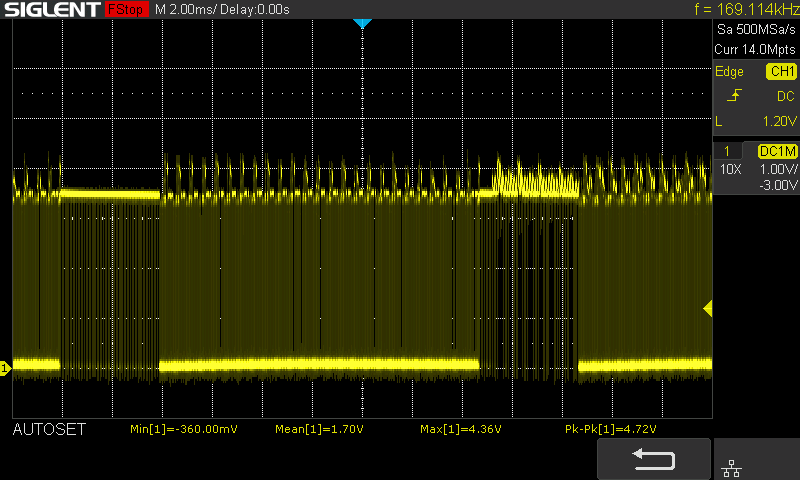 SIGLENT FStop M 2.00ms/ Delay:0.00s f = 169.114kHz
Sa 500MSa/s
Curr 14.0Mpts
Edge CH1
DC
L 1.20V
1 DC1M
10X 1.00V/
-3.00V
1
AUTOSET Min[1]=-360.00mV Mean[1]=1.70V Max[1]=4.36V Pk-Pk[1]=4.72V